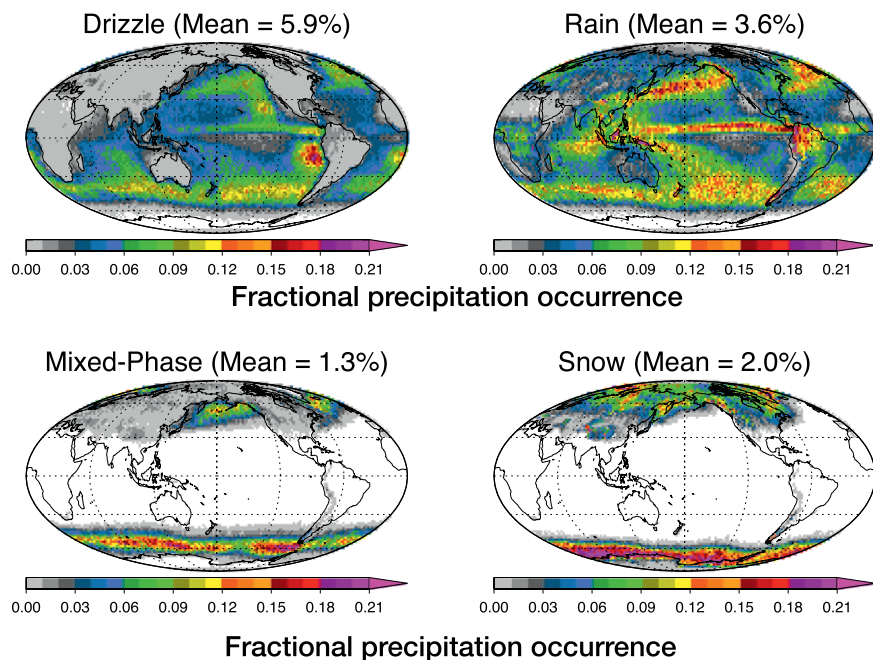 Drizzle (Mean = 5.9%)
Rain (Mean = 3.6%)
0.00 0.03 0.06 0.09 0.12 0.15 0.18 0.21
0.00 0.03 0.06 0.09 0.12 0.15 0.18 0.21
Fractional precipitation occurrence
Mixed-Phase (Mean = 1.3%)
Snow (Mean = 2.0%)
0.00 0.03 0.06 0.09 0.12 0.15 0.18 0.21
0.00 0.03 0.06 0.09 0.12 0.15 0.18 0.21
Fractional precipitation occurrence